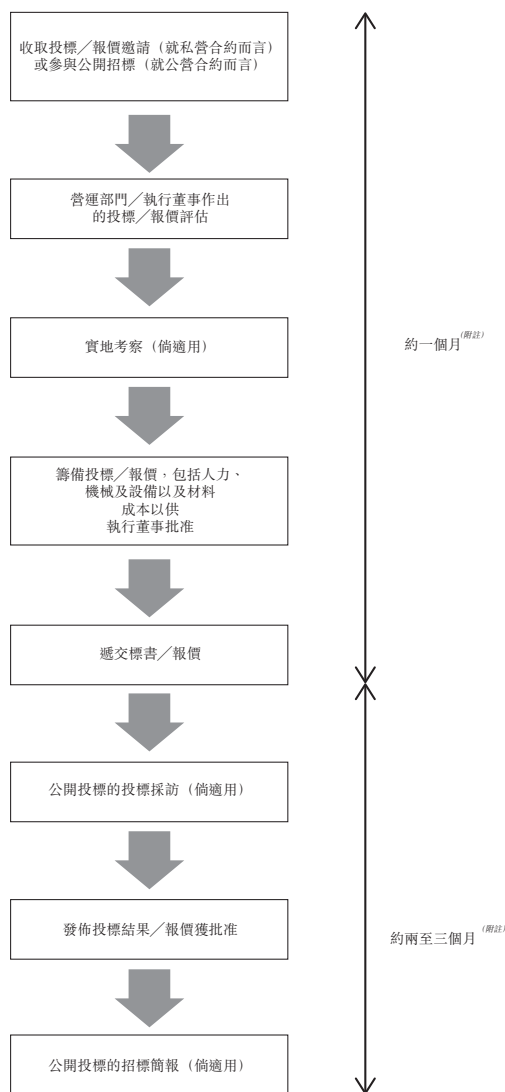 收取投標╱報價邀請（就私營合約而言）
或參與公開招標（就公營合約而言）
營運部門╱執行董事作出
的投標╱報價評估
實地考察（倘適用）
約一個月(附註)
籌備投標╱報價，包括人力、
機械及設備以及材料
成本以供
執行董事批准
遞交標書╱報價
公開投標的投標採訪（倘適用）
發佈投標結果╱報價獲批准
約兩至三個月(附註)
公開投標的招標簡報（倘適用）